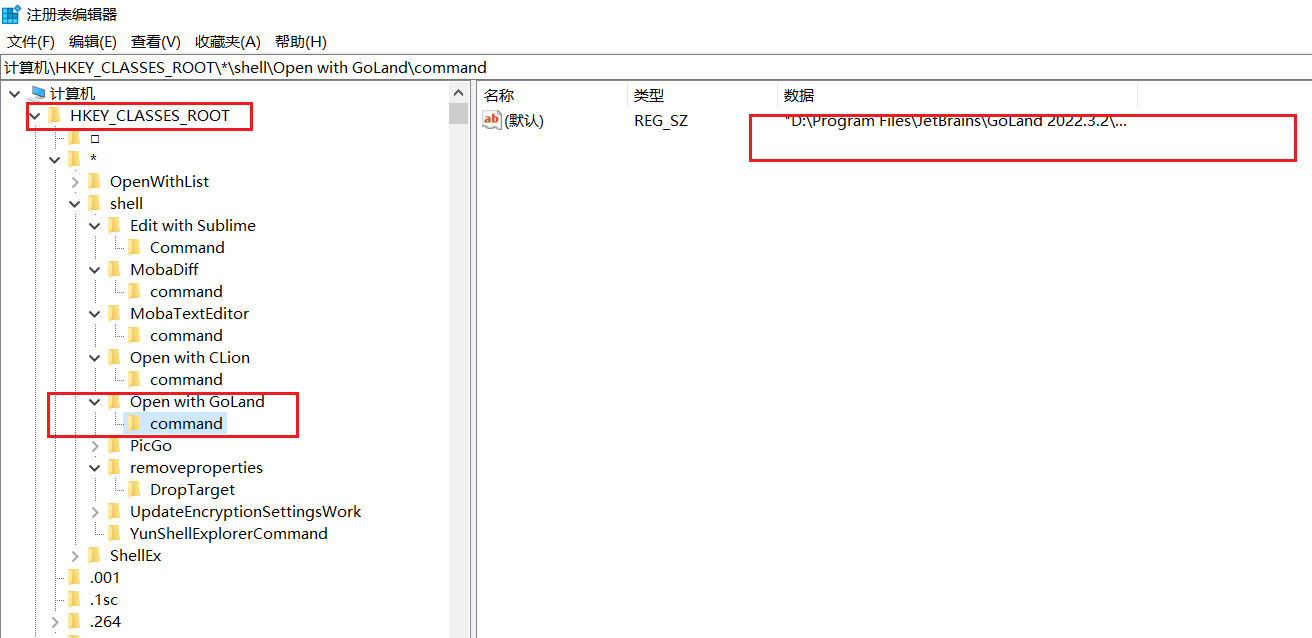 注册表编辑器
文件(F) 编辑(E) 查看(V) 收藏夹(A) 帮助(H)
计算机\HKEY_CLASSES_ROOT\*\shell\Open with GoLand\command
计算机
HKEY_CLASSES_ROOT
*
OpenWithList
shell
Edit with Sublime
Command
MobaDiff
command
MobaTextEditor
command
Open with CLion
command
Open with GoLand
command
PicGo
removeproperties
DropTarget
UpdateEncryptionSettingsWork
YunShellExplorerCommand
ShellEx
.001
.1sc
.264
名称 类型 数据
ab (默认) REG_SZ "D:\Program Files\JetBrains\GoLand 2022.3.2\...